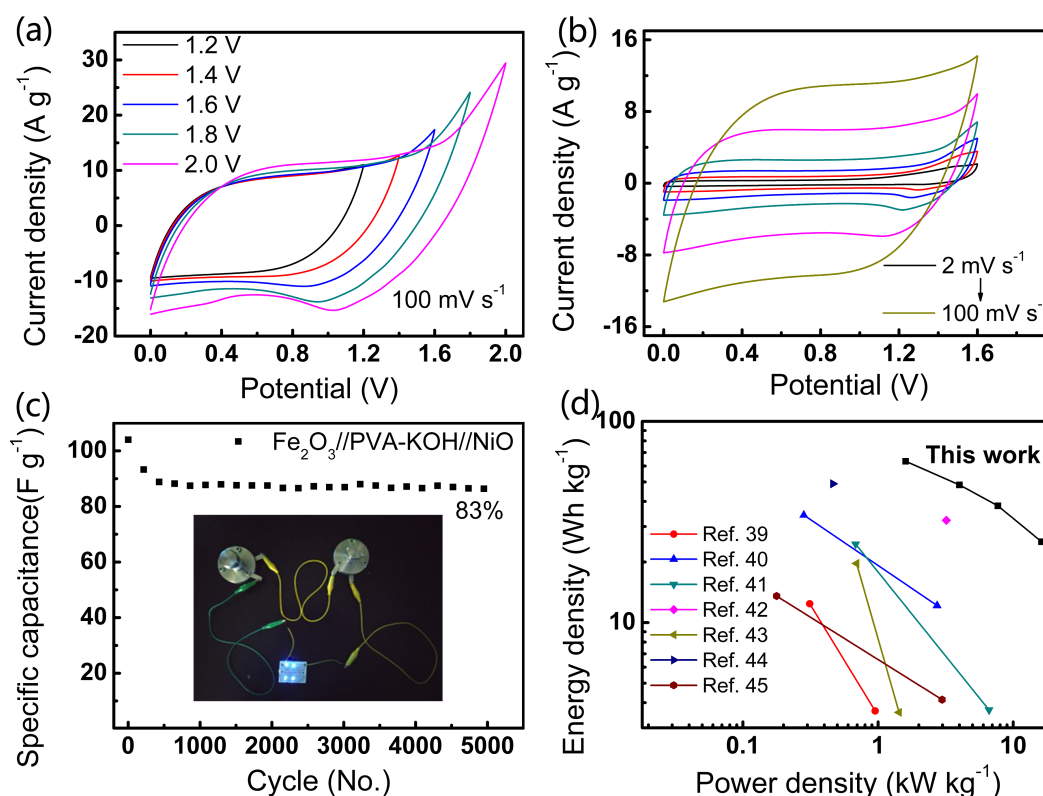 (a)
1.2 V
1.4 V
1.6 V
1.8 V
2.0 V
100 mV s⁻¹
30
20
10
0
-10
-20
0.0 0.4 0.8 1.2 1.6 2.0
Current density (A g⁻¹)
Potential (V)
(b)
16
8
0
-8
-16
0.0 0.4 0.8 1.2 1.6
Current density (A g⁻¹)
Potential (V)
2 mV s⁻¹
100 mV s⁻¹
(c)
Fe₂O₃//PVA-KOH//NiO
83%
100
80
60
40
20
0 1000 2000 3000 4000 5000
Specific capacitance(F g⁻¹)
Cycle (No.)
(d)
This work
Ref. 39
Ref. 40
Ref. 41
Ref. 42
Ref. 43
Ref. 44
Ref. 45
100
10
0.1 1 10
Energy density (Wh kg⁻¹)
Power density (kW kg⁻¹)